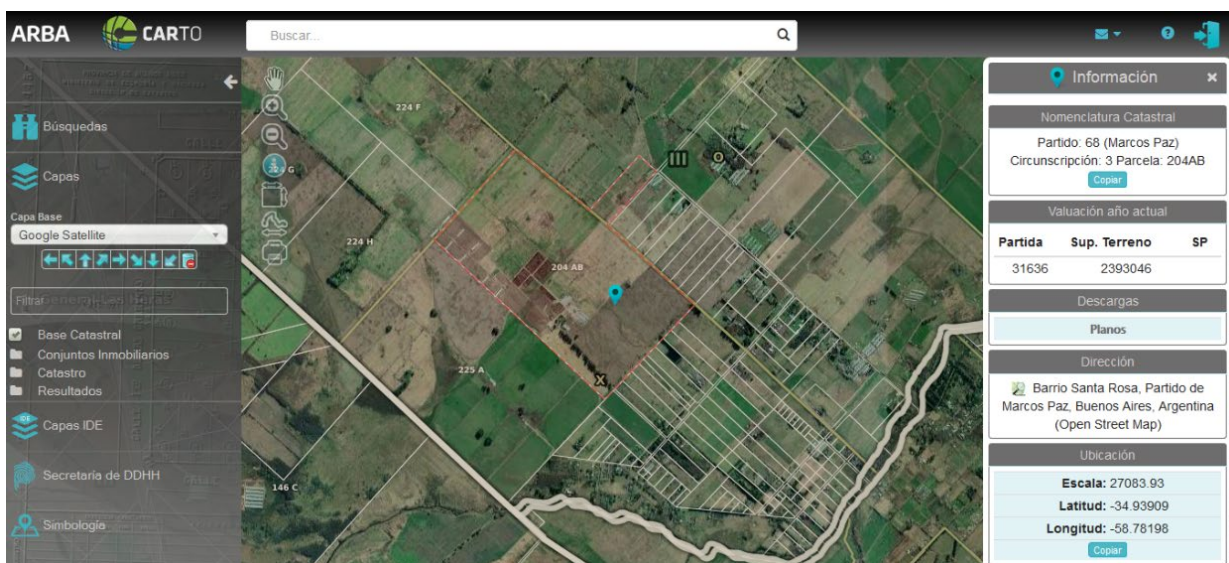 ARBA
CARTO
Buscar...
Búsquedas
Capas
Capa Base
Google Satellite
Filtrar
Base Catastral
Conjuntos Inmobiliarios
Catastro
Resultados
Capas IDE
Secretaría de DDHH
Simbología
224 F
III
224 H
204 AB
225 A
X
146 C
Información
Nomenclatura Catastral
Partido: 68 (Marcos Paz)
Circunscripción: 3 Parcela: 204AB
Copiar
Valuación año actual
Partida Sup. Terreno SP
31636 2393046
Descargas
Planos
Dirección
Barrio Santa Rosa, Partido de
Marcos Paz, Buenos Aires, Argentina
(Open Street Map)
Ubicación
Escala: 27083.93
Latitud: -34.93909
Longitud: -58.78198
Copiar